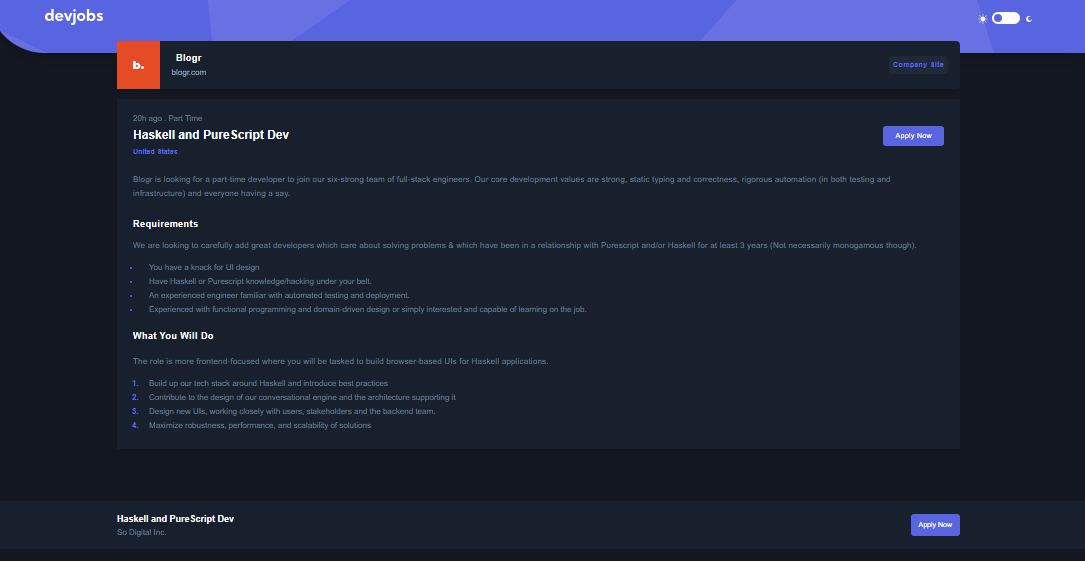 devjobs
b.
Blogr
blogr.com
Company Site
20h ago . Part Time
Haskell and PureScript Dev
Apply Now
United States
Blogr is looking for a part-time developer to join our six-strong team of full-stack engineers. Our core development values are strong, static typing and correctness, rigorous automation (in both testing and
infrastructure) and everyone having a say.
Requirements
We are looking to carefully add great developers which care about solving problems & which have been in a relationship with Purescript and/or Haskell for at least 3 years (Not necessarily monogamous though).
• You have a knack for UI design
• Have Haskell or Purescript knowledge/hacking under your belt.
• An experienced engineer familiar with automated testing and deployment.
• Experienced with functional programming and domain-driven design or simply interested and capable of learning on the job.
What You Will Do
The role is more frontend-focused where you will be tasked to build browser-based UIs for Haskell applications.
1. Build up our tech stack around Haskell and introduce best practices
2. Contribute to the design of our conversational engine and the architecture supporting it
3. Design new UIs, working closely with users, stakeholders and the backend team.
4. Maximize robustness, performance, and scalability of solutions
Haskell and PureScript Dev
So Digital Inc.
Apply Now